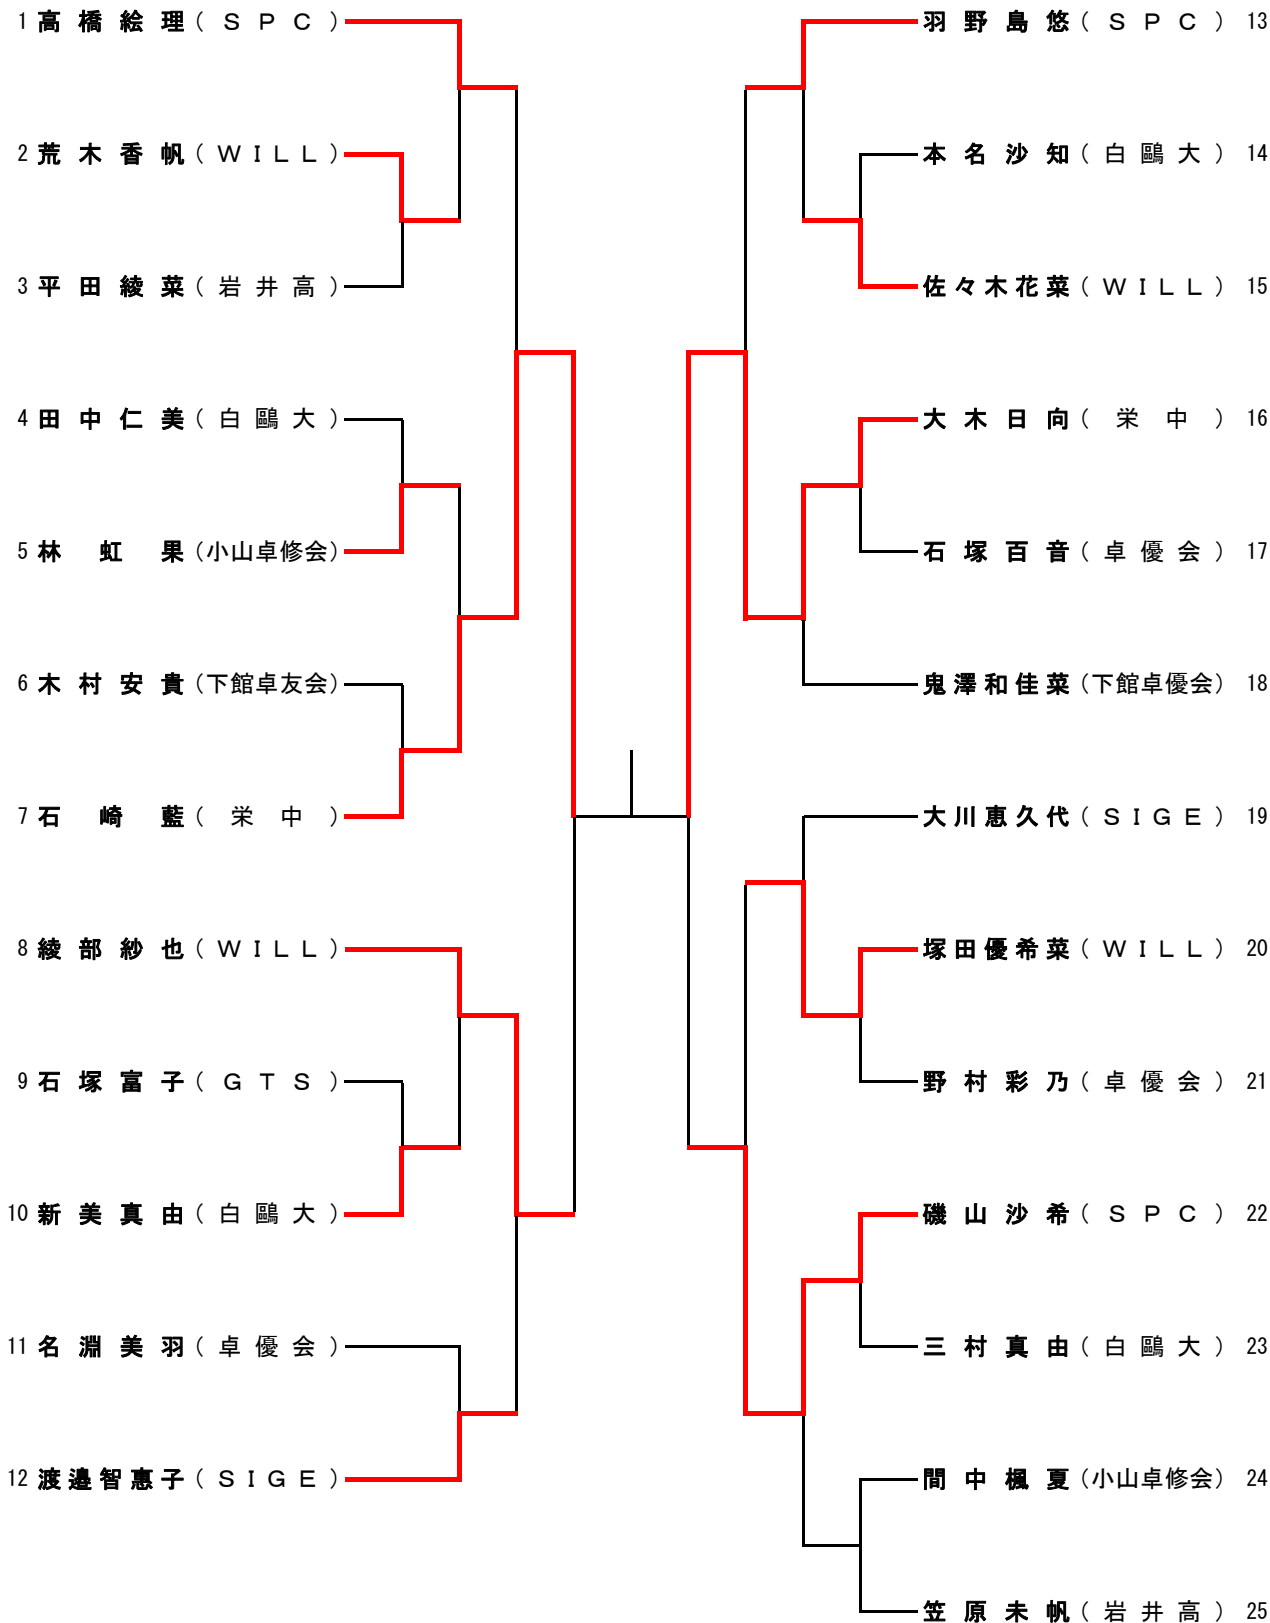 1 高橋絵理 (SPC)
2 荒木香帆 (WILL)
3 平田綾菜 (岩井高)
4 田中仁美 (白鷗大)
5 林虹果 (小山卓修会)
6 木村安貴 (下館卓友会)
7 石崎藍 (栄中)
8 綾部紗也 (WILL)
9 石塚富子 (GTS)
10 新美真由 (白鷗大)
11 名淵美羽 (卓優会)
12 渡邉智恵子 (SIGE)
羽野島悠 (SPC) 13
本名沙知 (白鷗大) 14
佐々木花菜 (WILL) 15
大木日向 (栄中) 16
石塚百音 (卓優会) 17
鬼澤和佳菜 (下館卓優会) 18
大川恵久代 (SIGE) 19
塚田優希菜 (WILL) 20
野村彩乃 (卓優会) 21
磯山沙希 (SPC) 22
三村真由 (白鷗大) 23
間中楓夏 (小山卓修会) 24
笠原未帆 (岩井高) 25